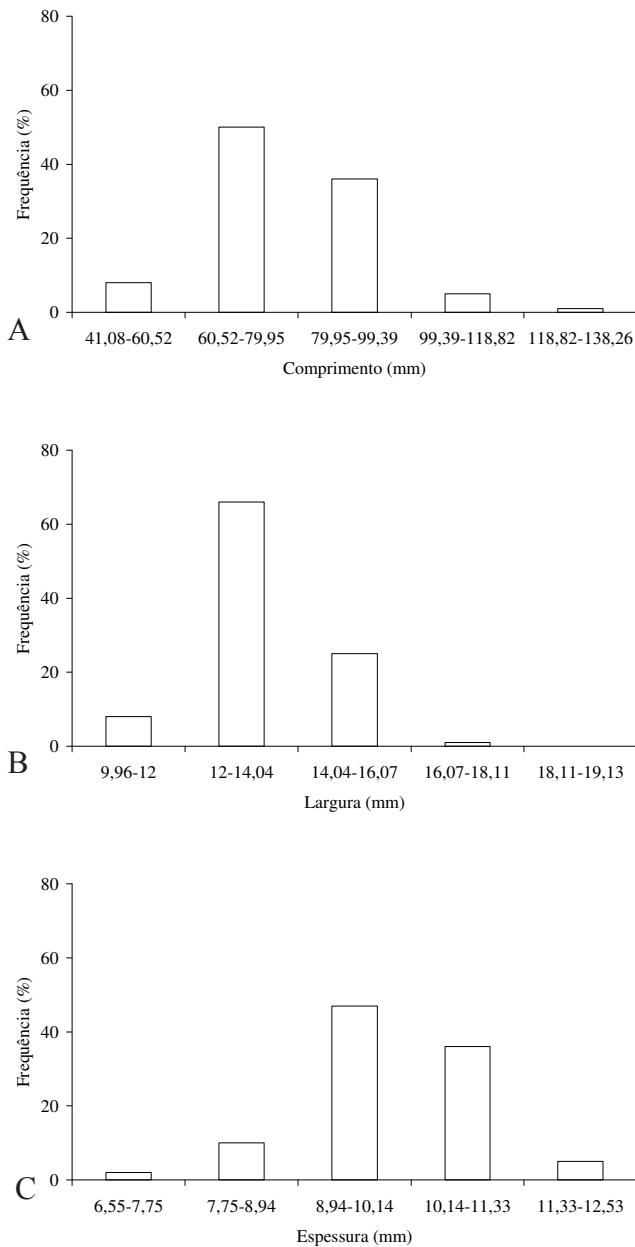 80
60
40
20
0
Frequência (%)
A
41,08-60,52 60,52-79,95 79,95-99,39 99,39-118,82 118,82-138,26
Comprimento (mm)
80
60
40
20
0
Frequência (%)
B
9,96-12 12-14,04 14,04-16,07 16,07-18,11 18,11-19,13
Largura (mm)
80
60
40
20
0
Frequência (%)
C
6,55-7,75 7,75-8,94 8,94-10,14 10,14-11,33 11,33-12,53
Espessura (mm)